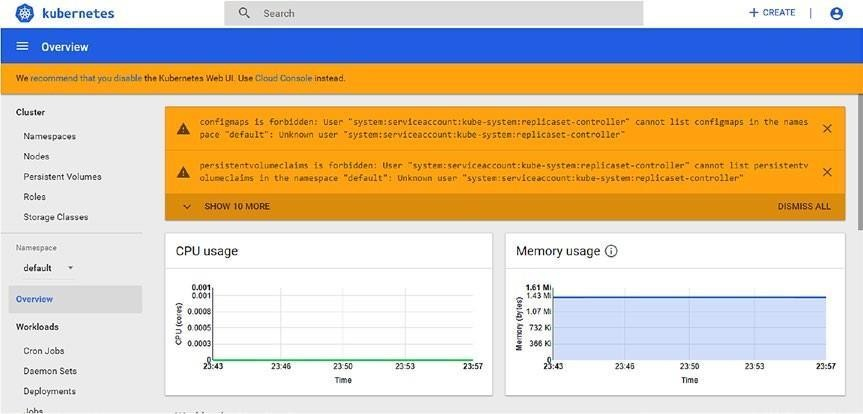 kubernetes
Search
+ CREATE
Overview
We recommend that you disable the Kubernetes Web UI. Use Cloud Console instead.
Cluster
Namespaces
Nodes
Persistent Volumes
Roles
Storage Classes
Namespace
default
Overview
Workloads
Cron Jobs
Daemon Sets
Deployments
Jobs
configmaps is forbidden: User "system:serviceaccount:kube-system:replicaset-controller" cannot list configmaps in the names
pace "default": Unknown user "system:serviceaccount:kube-system:replicaset-controller"
persistentvolumeclaims is forbidden: User "system:serviceaccount:kube-system:replicaset-controller" cannot list persistentv
olumeclaims in the namespace "default": Unknown user "system:serviceaccount:kube-system:replicaset-controller"
SHOW 10 MORE
DISMISS ALL
CPU usage
CPU (cores)
0.001
0.001
0.0008
0.0005
0.0003
0
23:43 23:46 23:50 23:53 23:57
Time
Memory usage
Memory (bytes)
1.61 Mi
1.43 Mi
1.07 Mi
732 Ki
366 Ki
0
23:43 23:46 23:50 23:53 23:57
Time